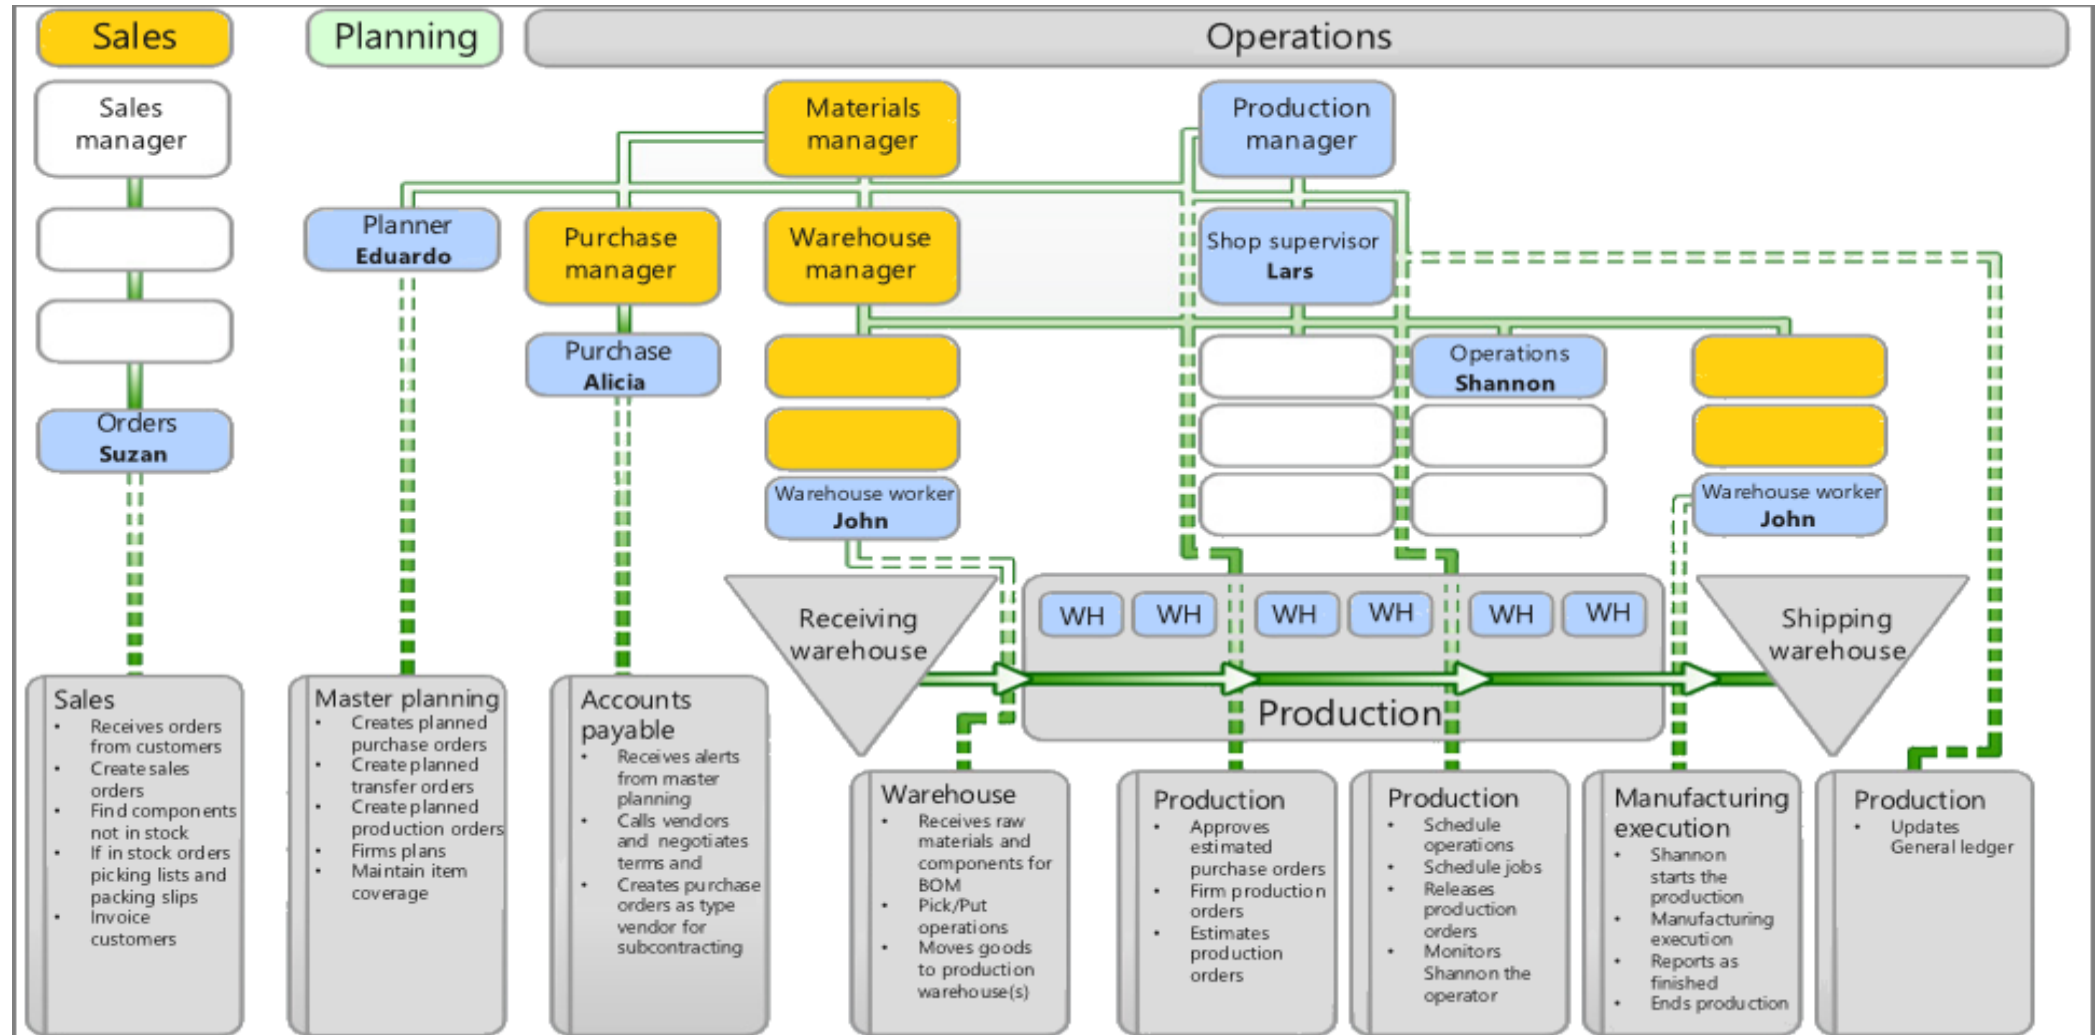 Sales
Planning
Operations
Sales
manager
Materials
manager
Production
manager
Planner
Eduardo
Purchase
manager
Warehouse
manager
Shop supervisor
Lars
Purchase
Alicia
Operations
Shannon
Orders
Suzan
Warehouse worker
John
Warehouse worker
John
Receiving
warehouse
WH
WH
WH
WH
WH
WH
Production
Shipping
warehouse
Sales
• Receives orders
from customers
• Create sales
orders
• Find components
not in stock
• If in stock orders
picking lists and
packing slips
• Invoice
customers
Master planning
• Creates planned
purchase orders
• Create planned
transfer orders
• Create planned
production orders
• Firms plans
• Maintain item
coverage
Accounts
payable
• Receives alerts
from master
planning
• Calls vendors
and negotiates
terms and
• Creates purchase
orders as type
vendor for
subcontracting
Warehouse
• Receives raw
materials and
components for
BOM
• Pick/Put
operations
• Moves goods
to production
warehouse(s)
Production
• Approves
estimated
purchase orders
• Firm production
orders
• Estimates
production
orders
Production
• Schedule
operations
• Schedule jobs
• Releases
production
orders
• Monitors
Shannon the
operator
Manufacturing
execution
• Shannon
starts the
production
• Manufacturing
execution
• Reports as
finished
• Ends production
Production
• Updates
General ledger